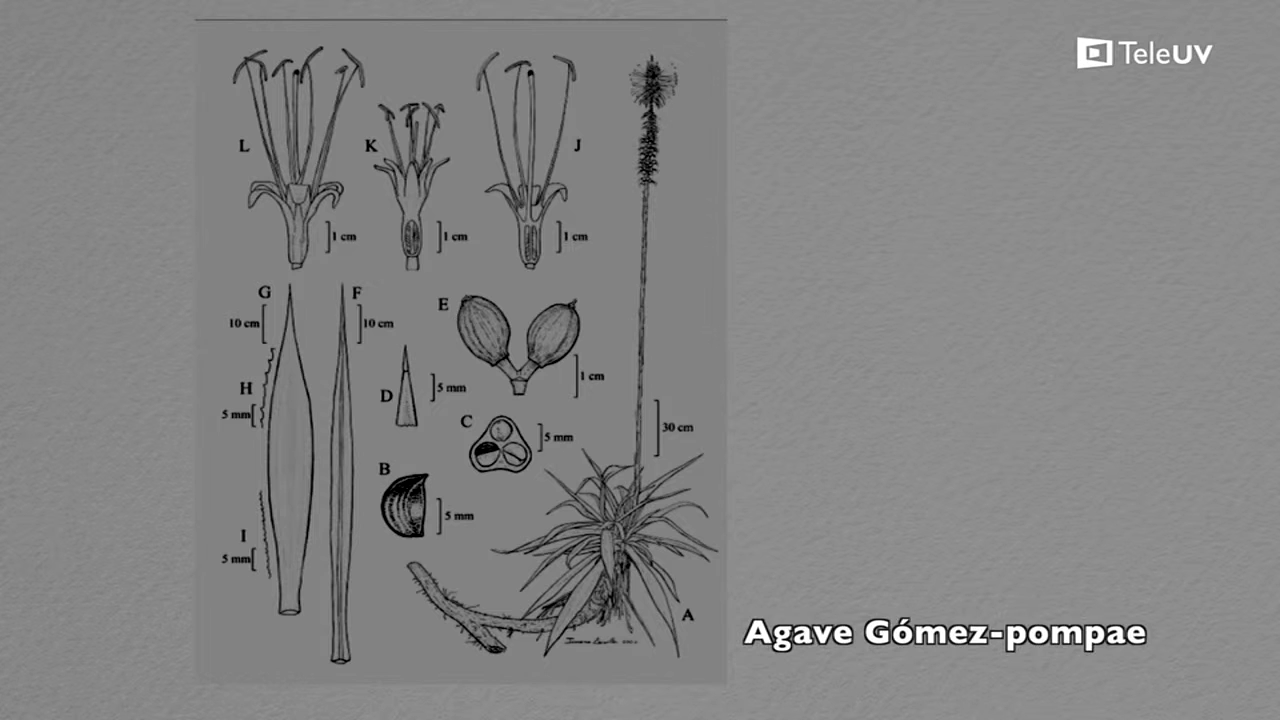 TeleUV
L
K
J
1 cm
1 cm
1 cm
G
F
E
10 cm
10 cm
1 cm
H
D
5 mm
5 mm
C
5 mm
30 cm
B
5 mm
I
5 mm
A
Agave Gómez-pompae